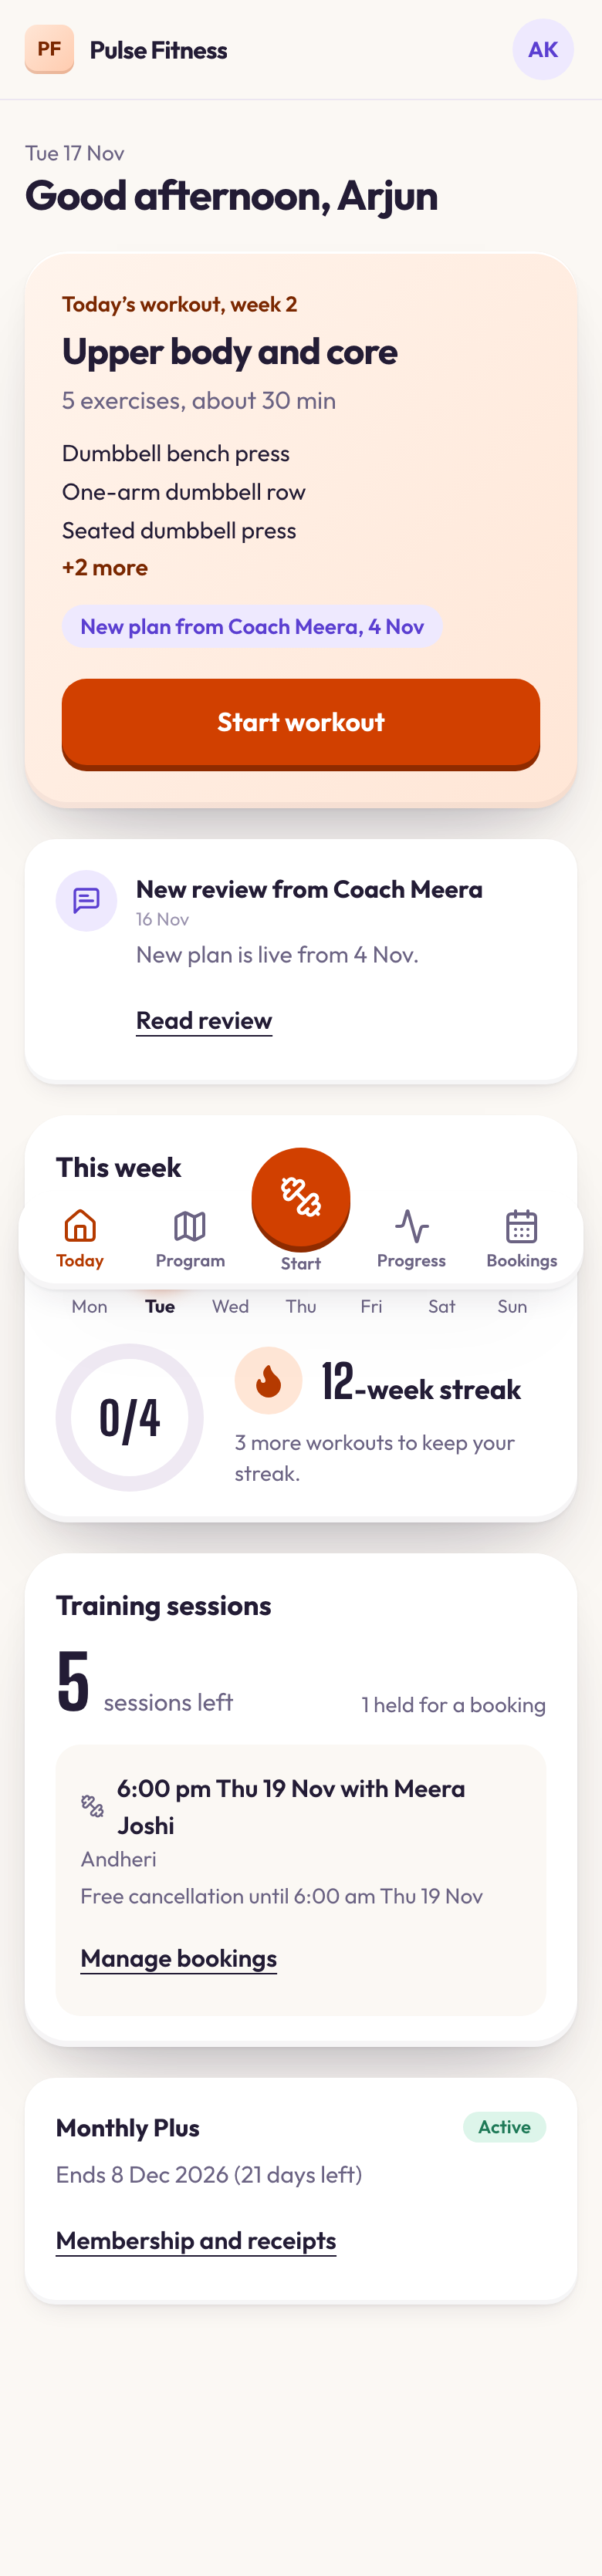 PF
Pulse Fitness
AK
Tue 17 Nov
Good afternoon, Arjun
Today’s workout, week 2
Upper body and core
5 exercises, about 30 min
Dumbbell bench press
One-arm dumbbell row
Seated dumbbell press
+2 more
New plan from Coach Meera, 4 Nov
Start workout
New review from Coach Meera
16 Nov
New plan is live from 4 Nov.
Read review
This week
Today
Program
Start
Progress
Bookings
Mon Tue Wed Thu Fri Sat Sun
0/4
12-week streak
3 more workouts to keep your
streak.
Training sessions
5 sessions left
1 held for a booking
6:00 pm Thu 19 Nov with Meera
Joshi
Andheri
Free cancellation until 6:00 am Thu 19 Nov
Manage bookings
Monthly Plus
Active
Ends 8 Dec 2026 (21 days left)
Membership and receipts